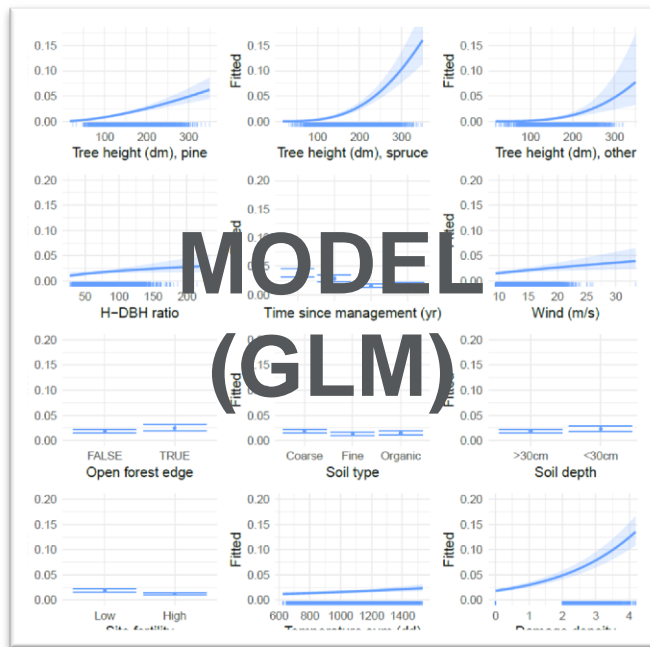 0.15
0.10
0.05
0.00
100 200 300
Tree height (dm), pine
Fitted
0.15
0.10
0.05
0.00
100 200 300
Tree height (dm), spruce
Fitted
0.15
0.10
0.05
0.00
100 200 300
Tree height (dm), other
0.20
0.15
0.10
0.05
0.00
50 100 150 200
H-DBH ratio
0.20
0.15
0.00
Time since management (yr)
Fitted
0.20
0.15
0.10
0.05
0.00
10 20 30
Wind (m/s)
MODEL
(GLM)
0.20
0.15
0.10
0.05
0.00
FALSE TRUE
Open forest edge
Fitted
0.20
0.15
0.10
0.05
0.00
Coarse Fine Organic
Soil type
Fitted
0.20
0.15
0.10
0.05
0.00
>30cm <30cm
Soil depth
0.20
0.15
0.10
0.05
0.00
Low High
Site fertility
Fitted
0.20
0.15
0.10
0.05
0.00
600 800 1000 1200 1400
Temperature sum (dd)
Fitted
0.20
0.15
0.10
0.05
0.00
0 1 2 3 4
Damage density